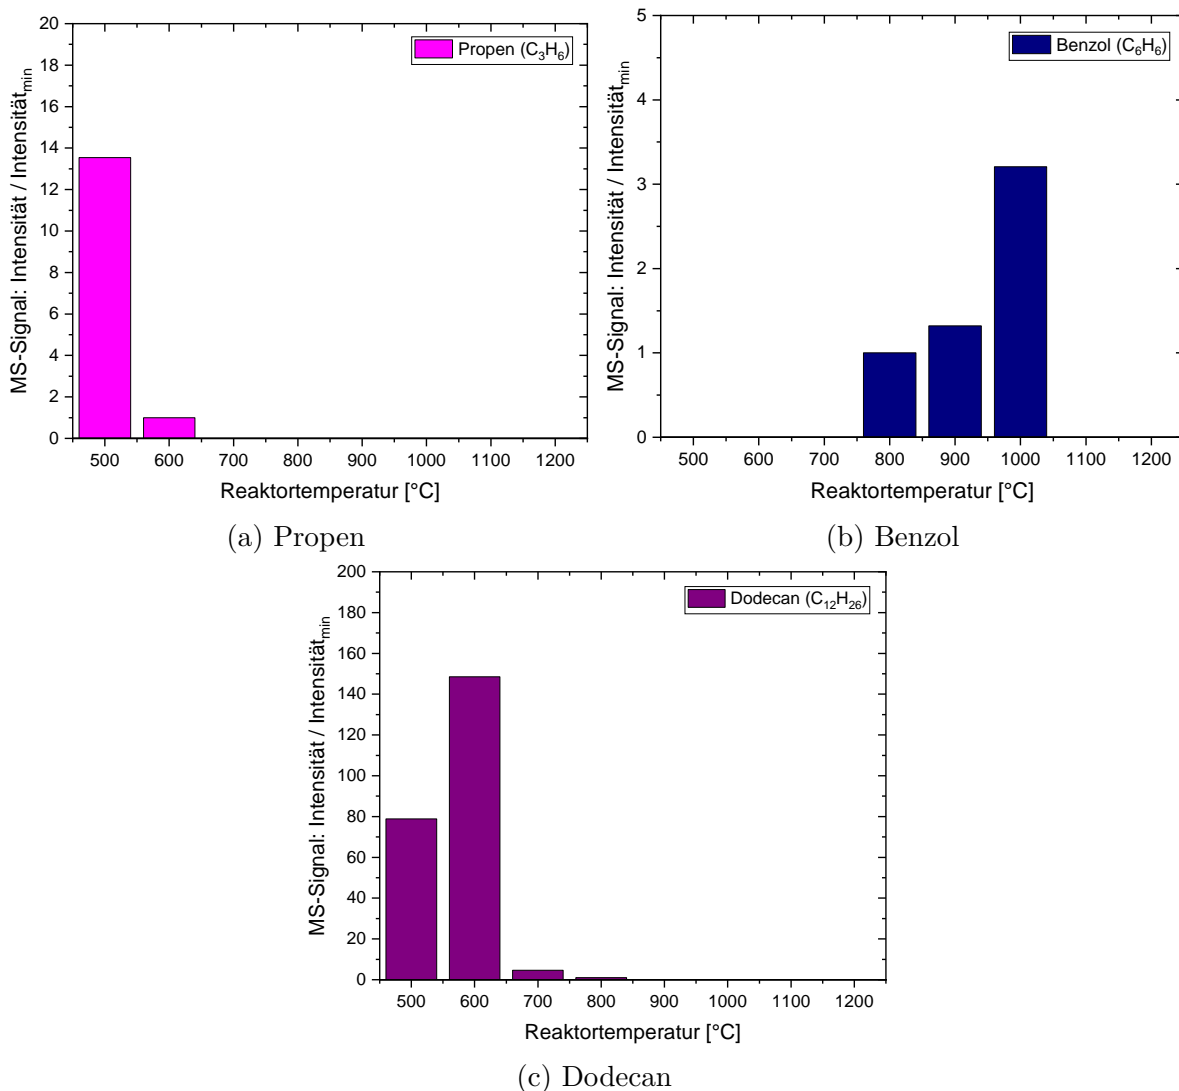 20
18
16
14
12
10
8
6
4
2
0
MS-Signal: Intensität / Intensität_min
Propen (C₃H₆)
500 600 700 800 900 1000 1100 1200
Reaktortemperatur [°C]
(a) Propen
5
4
3
2
1
0
MS-Signal: Intensität / Intensität_min
Benzol (C₆H₆)
500 600 700 800 900 1000 1100 1200
Reaktortemperatur [°C]
(b) Benzol
200
180
160
140
120
100
80
60
40
20
0
MS-Signal: Intensität / Intensität_min
Dodecan (C₁₂H₂₆)
500 600 700 800 900 1000 1100 1200
Reaktortemperatur [°C]
(c) Dodecan